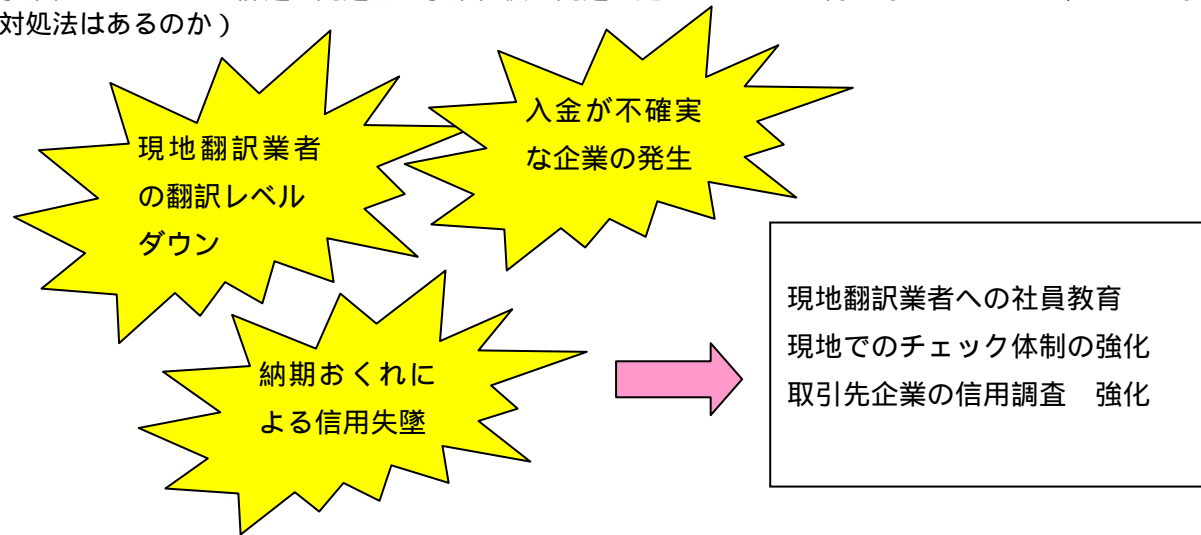 対処法はあるのか）
現地翻訳業者
の翻訳レベル
ダウン
入金が不確実
な企業の発生
納期おくれに
よる信用失墜
現地翻訳業者への社員教育
現地でのチェック体制の強化
取引先企業の信用調査　強化